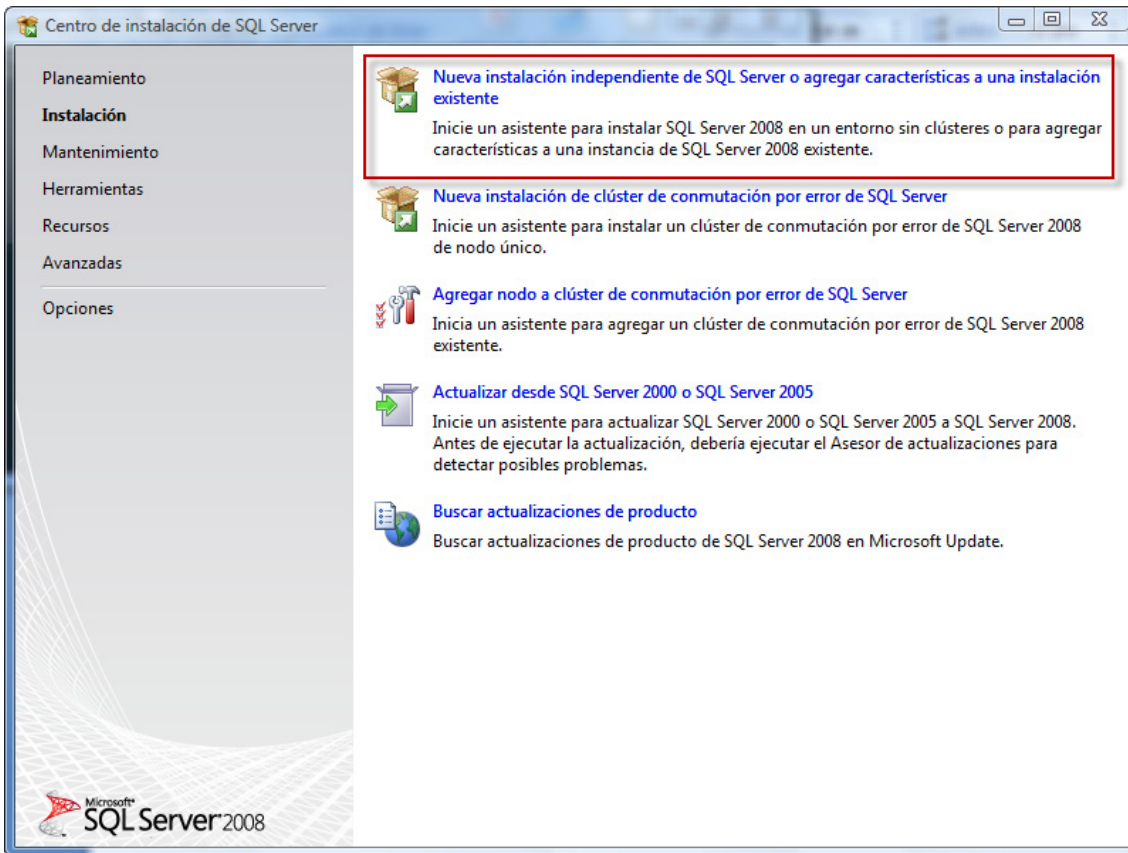 Centro de instalación de SQL Server
Planeamiento
Instalación
Mantenimiento
Herramientas
Recursos
Avanzadas
Opciones
Nueva instalación independiente de SQL Server o agregar características a una instalación
existente
Inicie un asistente para instalar SQL Server 2008 en un entorno sin clústeres o para agregar
características a una instancia de SQL Server 2008 existente.
Nueva instalación de clúster de conmutación por error de SQL Server
Inicie un asistente para instalar un clúster de conmutación por error de SQL Server 2008
de nodo único.
Agregar nodo a clúster de conmutación por error de SQL Server
Inicia un asistente para agregar un clúster de conmutación por error de SQL Server 2008
existente.
Actualizar desde SQL Server 2000 o SQL Server 2005
Inicie un asistente para actualizar SQL Server 2000 o SQL Server 2005 a SQL Server 2008.
Antes de ejecutar la actualización, debería ejecutar el Asesor de actualizaciones para
detectar posibles problemas.
Buscar actualizaciones de producto
Buscar actualizaciones de producto de SQL Server 2008 en Microsoft Update.
Microsoft
SQL Server 2008